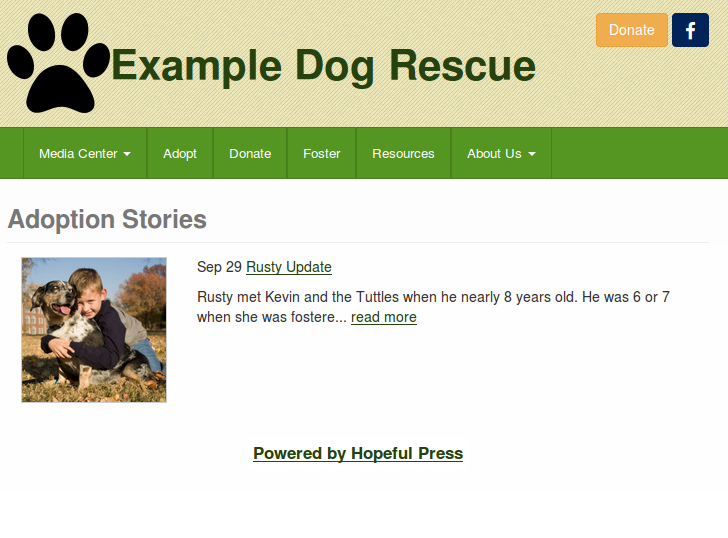 Donate
Example Dog Rescue
Media Center Adopt Donate Foster Resources About Us
Adoption Stories
Sep 29 Rusty Update
Rusty met Kevin and the Tuttles when he nearly 8 years old. He was 6 or 7
when she was fostere... read more
Powered by Hopeful Press